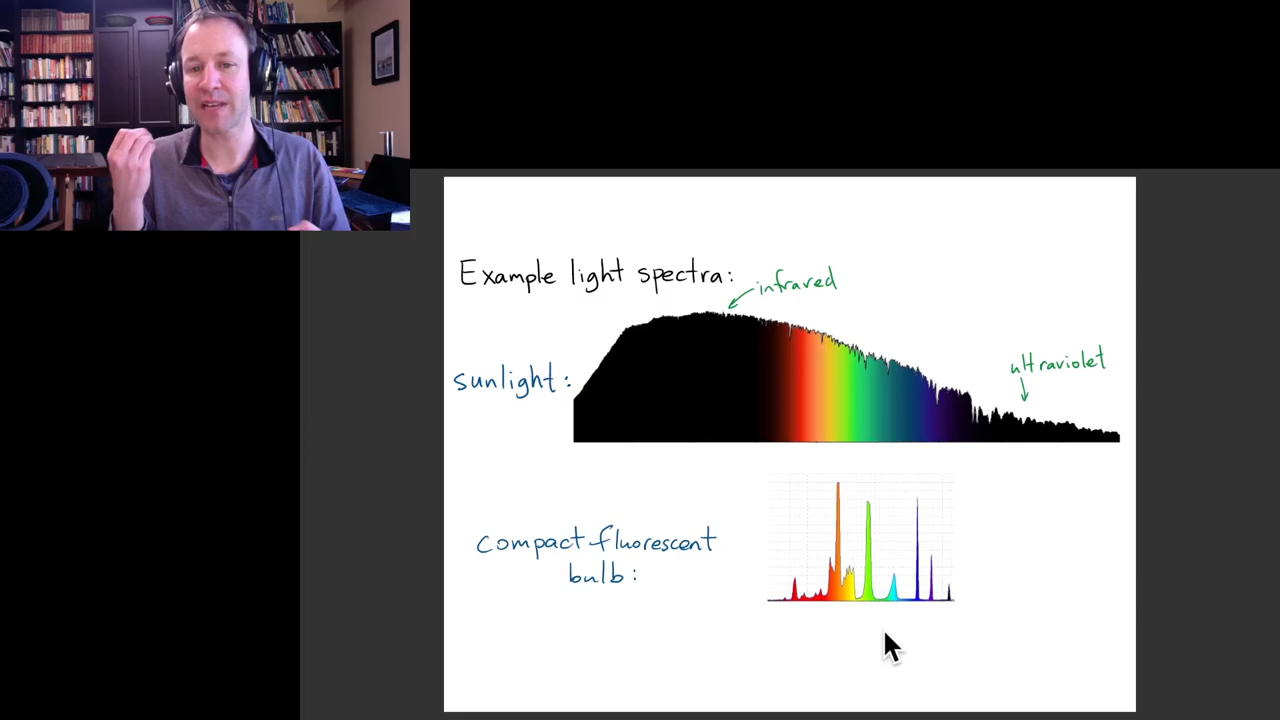 Example light spectra:
infrared
ultraviolet
sunlight:
compact fluorescent
bulb: